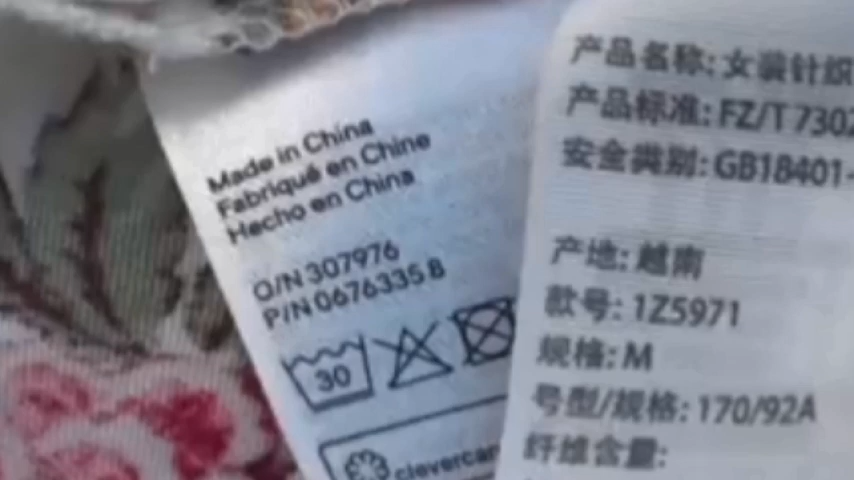 Made in China
Fabriqué en Chine
Hecho en China
O/N 307976
P/N 0676335 B
30
clevercar
产品名称: 女装针织
产品标准: FZ/T 7302
安全类别: GB18401-
产地: 越南
款号: 1Z5971
规格: M
号型/规格: 170/92A
纤维含量: